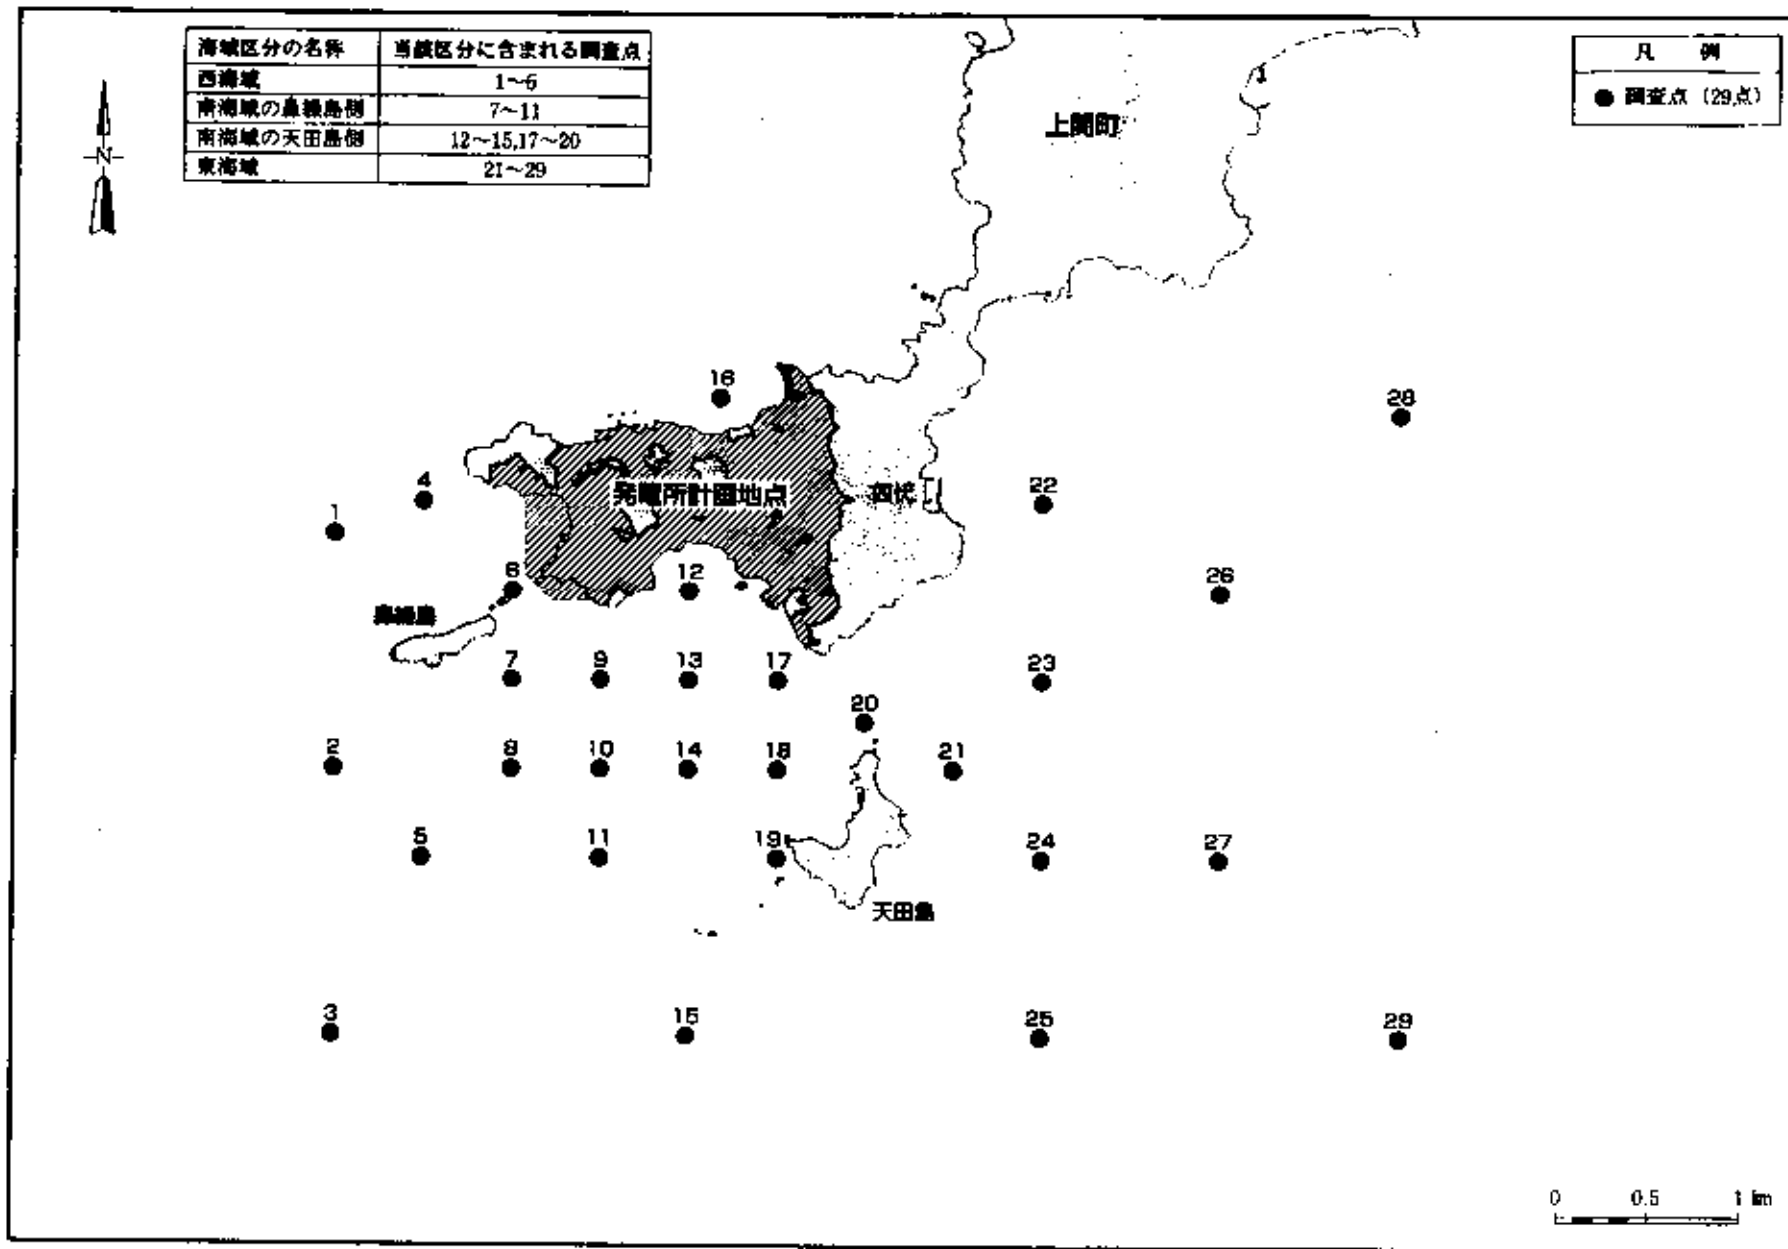 海域区分の名称 当該区分に含まれる調査点
西海域 1～6
南海域の鼻繰島側 7～11
南海域の天田島側 12～15,17～20
東海域 21～29
凡 例
● 調査点 (29点)
N
上関町
16
28
4
発電所計画地点
四代
22
1
6
12
26
鼻繰島
7
9
13
17
23
20
2
8
10
14
18
21
5
11
19
24
27
天田島
3
15
25
29
0 0.5 1 km